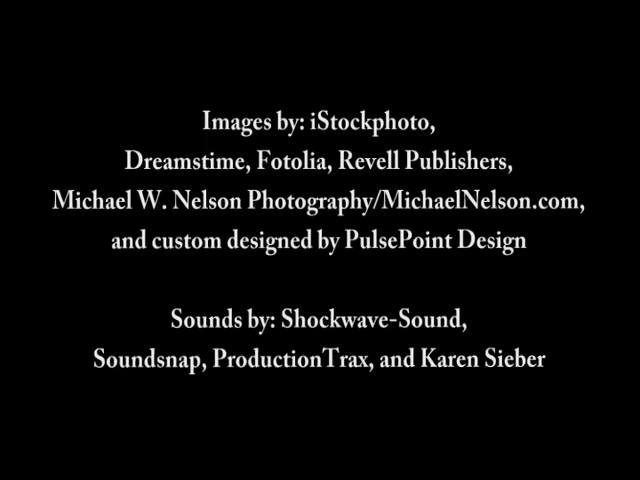 Images by: iStockphoto,
Dreamstime, Fotolia, Revell Publishers,
Michael W. Nelson Photography/MichaelNelson.com,
and custom designed by PulsePoint Design
Sounds by: Shockwave-Sound,
Soundsnap, ProductionTrax, and Karen Sieber